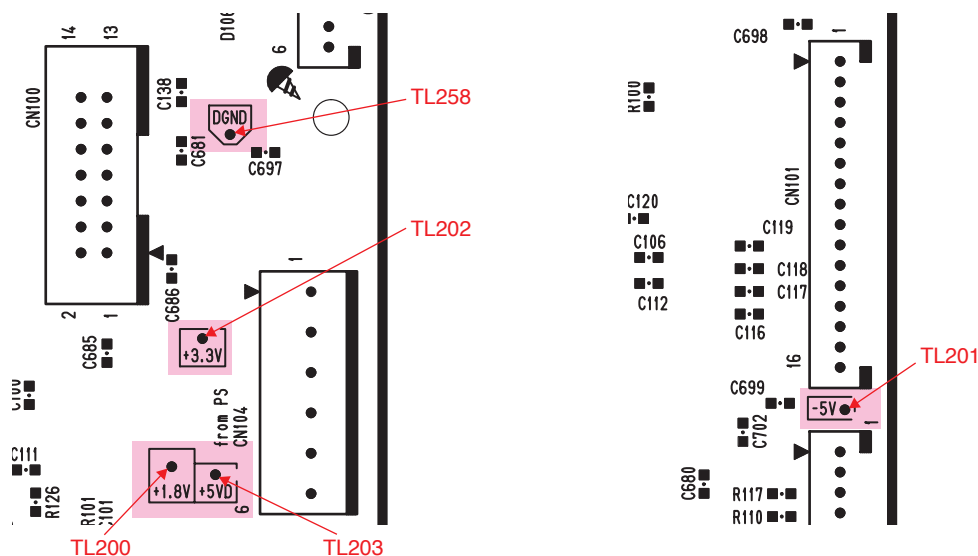 14
13
D106
6
CN100
C138
DGND
TL258
C681
C697
TL202
1
C686
2
1
C685
+3.3V
C100
from PS
CN104
C111
R126
R101
C101
+1.8V
+5VD
6
TL200
TL203
C698
1
R100
CN101
C120
C119
C106
C118
C117
C112
C116
16
TL201
C699
-5V
1
C702
C680
R117
R110